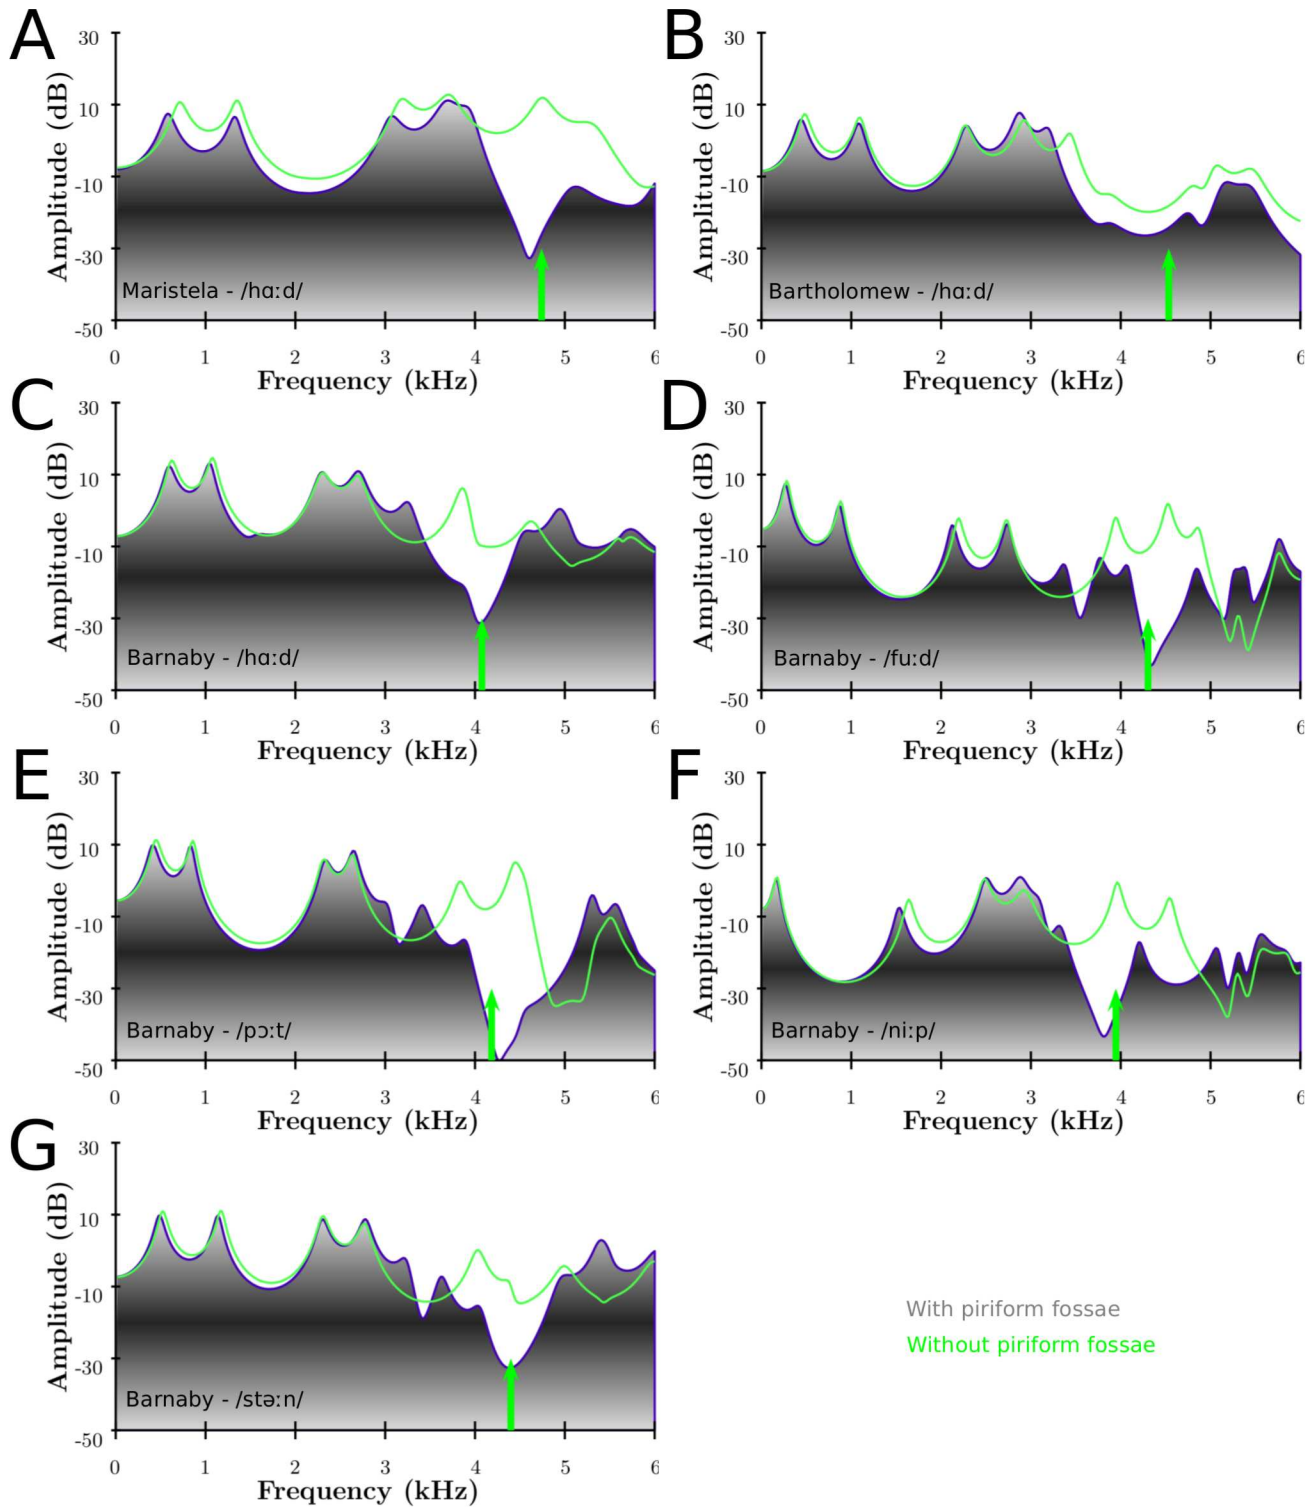 A
30
10
-10
-30
-50
Amplitude (dB)
Maristela - /hɑːd/
0 1 2 3 4 5 6
Frequency (kHz)
B
30
10
-10
-30
-50
Amplitude (dB)
Bartholomew - /hɑːd/
0 1 2 3 4 5 6
Frequency (kHz)
C
30
10
-10
-30
-50
Amplitude (dB)
Barnaby - /hɑːd/
0 1 2 3 4 5 6
Frequency (kHz)
D
30
10
-10
-30
-50
Amplitude (dB)
Barnaby - /fuːd/
0 1 2 3 4 5 6
Frequency (kHz)
E
30
10
-10
-30
-50
Amplitude (dB)
Barnaby - /pɔːt/
0 1 2 3 4 5 6
Frequency (kHz)
F
30
10
-10
-30
-50
Amplitude (dB)
Barnaby - /niːp/
0 1 2 3 4 5 6
Frequency (kHz)
G
30
10
-10
-30
-50
Amplitude (dB)
Barnaby - /stəːn/
0 1 2 3 4 5 6
Frequency (kHz)
With piriform fossae
Without piriform fossae